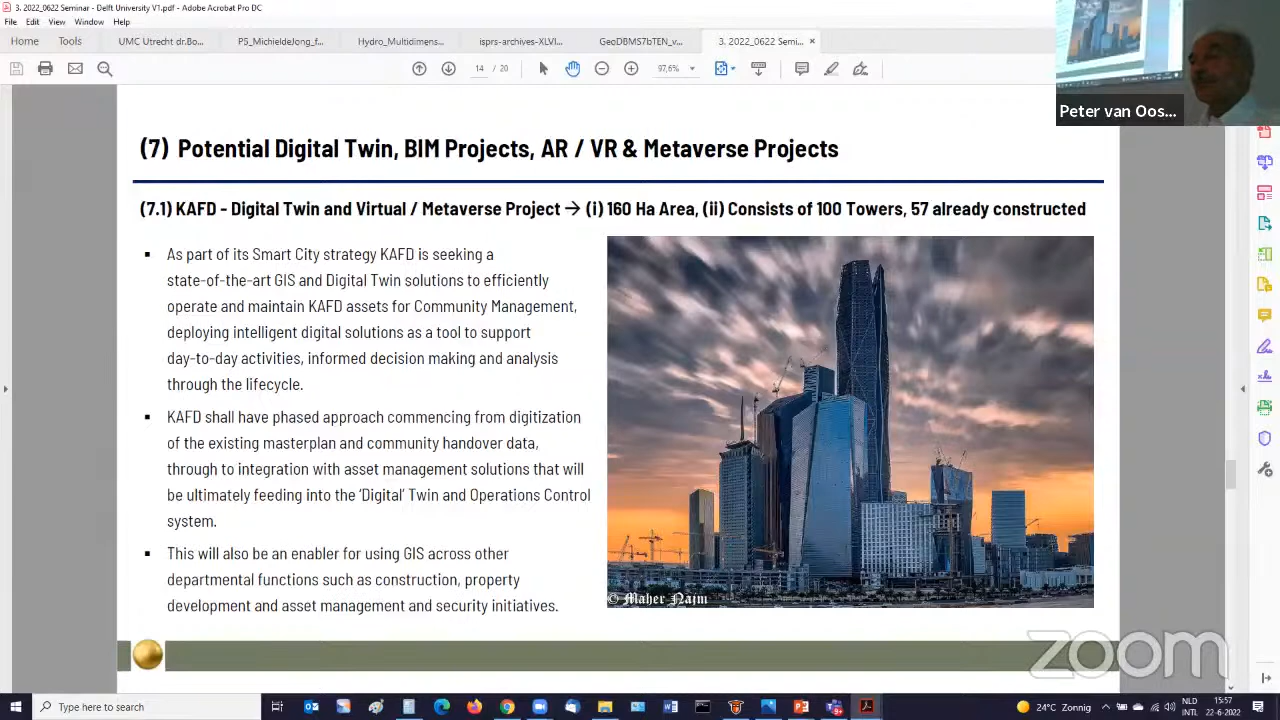 3. 2022_0622 Seminar - Delft University V1.pdf - Adobe Acrobat Pro DC
File Edit View Window Help
Home Tools UMC Utrecht dr.Bo... P5_MichieldeJong_f... Hydro_Multidimens... isprs-archives-XLVI... GeoDBMS7bTEN_v... 3. 2022_0622 Semi... ×
14 / 20 97,6%
Peter van Oos...
(7) Potential Digital Twin, BIM Projects, AR / VR & Metaverse Projects
(7.1) KAFD - Digital Twin and Virtual / Metaverse Project → (i) 160 Ha Area, (ii) Consists of 100 Towers, 57 already constructed
▪ As part of its Smart City strategy KAFD is seeking a
state-of-the-art GIS and Digital Twin solutions to efficiently
operate and maintain KAFD assets for Community Management,
deploying intelligent digital solutions as a tool to support
day-to-day activities, informed decision making and analysis
through the lifecycle.
▪ KAFD shall have phased approach commencing from digitization
of the existing masterplan and community handover data,
through to integration with asset management solutions that will
be ultimately feeding into the ‘Digital’ Twin and Operations Control
system.
▪ This will also be an enabler for using GIS across other
departmental functions such as construction, property
development and asset management and security initiatives.
© Maher Najm
zoom
Type here to search
24°C Zonnig
NLD
INTL
15:57
22-6-2022